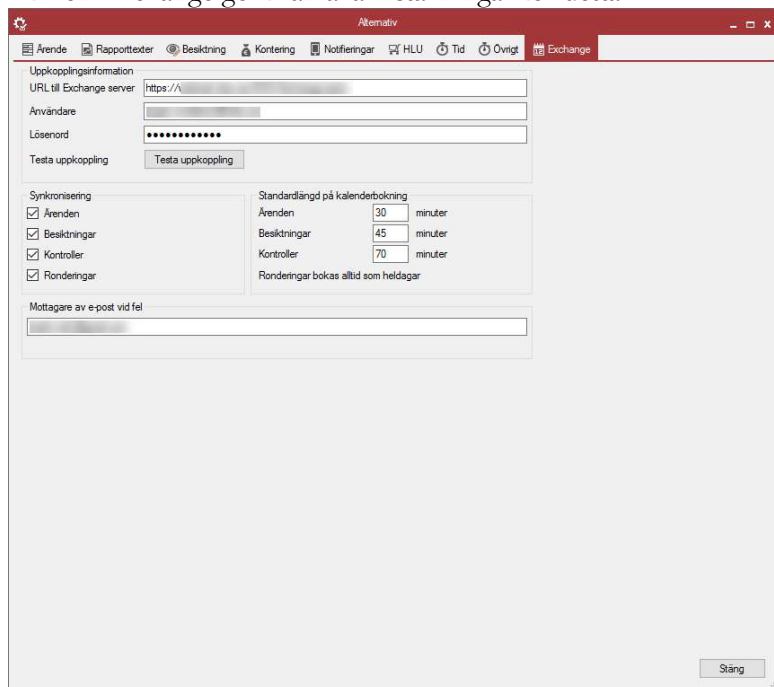 Alternativ
Ärende Rapporttexter Besiktning Kontering Notifieringar HLU Tid Övrigt Exchange
Uppkopplingsinformation
URL till Exchange server https://
Användare
Lösenord ●●●●●●●●●●●●
Testa uppkoppling Testa uppkoppling
Synkronisering
Ärenden
Besiktningar
Kontroller
Ronderingar
Standardlängd på kalenderbokning
Ärenden 30 minuter
Besiktningar 45 minuter
Kontroller 70 minuter
Ronderingar bokas alltid som heldagar
Mottagare av e-post vid fel
Stäng